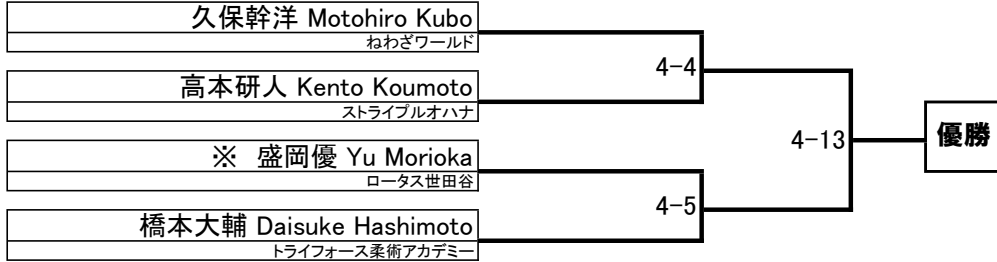 久保幹洋 Motohiro Kubo
ねわざワールド
4-4
高本研人 Kento Koumoto
ストライプルオハナ
4-13
優勝
※　盛岡優 Yu Morioka
ロータス世田谷
4-5
橋本大輔 Daisuke Hashimoto
トライフォース柔術アカデミー